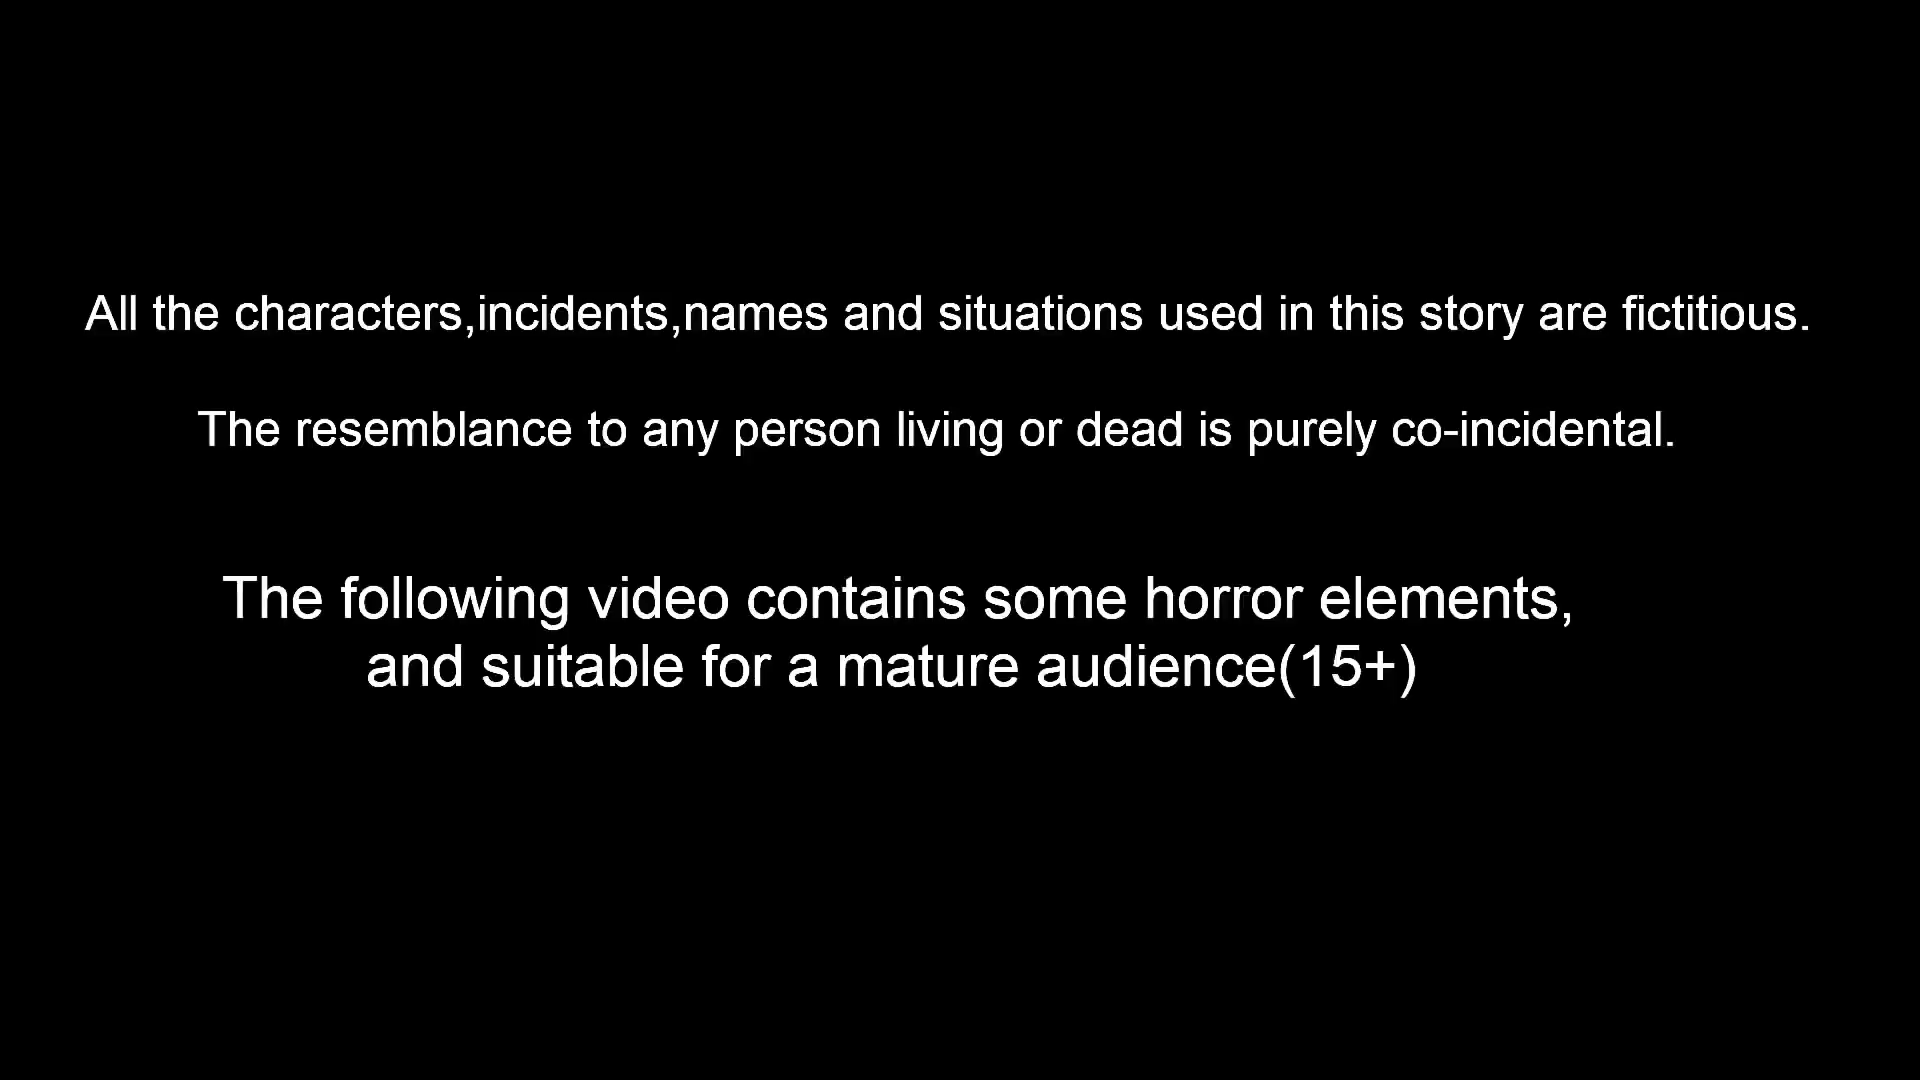 All the characters,incidents,names and situations used in this story are fictitious.
The resemblance to any person living or dead is purely co-incidental.
The following video contains some horror elements,
and suitable for a mature audience(15+)